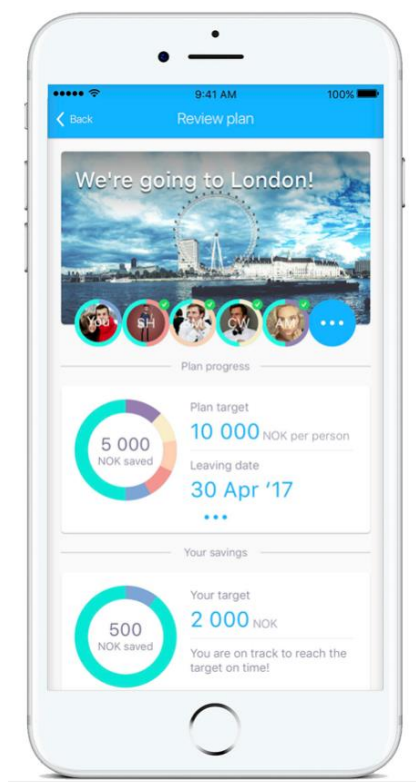 9:41 AM
100%
Back
Review plan
We're going to London!
You
SH
CW
AM
Plan progress
5 000
NOK saved
Plan target
10 000 NOK per person
Leaving date
30 Apr ‘17
Your savings
500
NOK saved
Your target
2 000 NOK
You are on track to reach the
target on time!